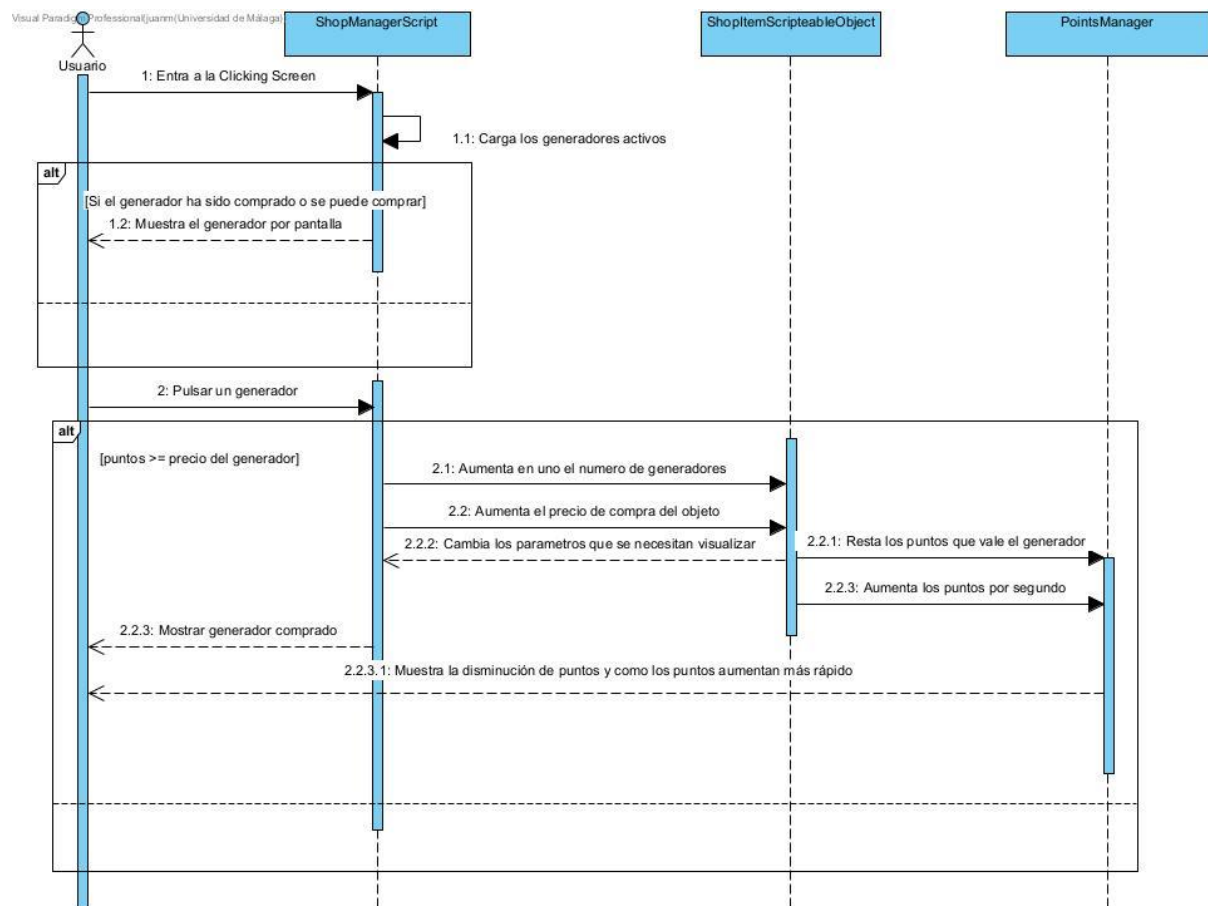 Visual Paradigm Professional(juanm(Universidad de Málaga)
Usuario
ShopManagerScript
ShopItemScripteableObject
PointsManager
1: Entra a la Clicking Screen
1.1: Carga los generadores activos
alt
[Si el generador ha sido comprado o se puede comprar]
1.2: Muestra el generador por pantalla
2: Pulsar un generador
alt
[puntos >= precio del generador]
2.1: Aumenta en uno el numero de generadores
2.2: Aumenta el precio de compra del objeto
2.2.2: Cambia los parametros que se necesitan visualizar
2.2.1: Resta los puntos que vale el generador
2.2.3: Aumenta los puntos por segundo
2.2.3: Mostrar generador comprado
2.2.3.1: Muestra la disminución de puntos y como los puntos aumentan más rápido